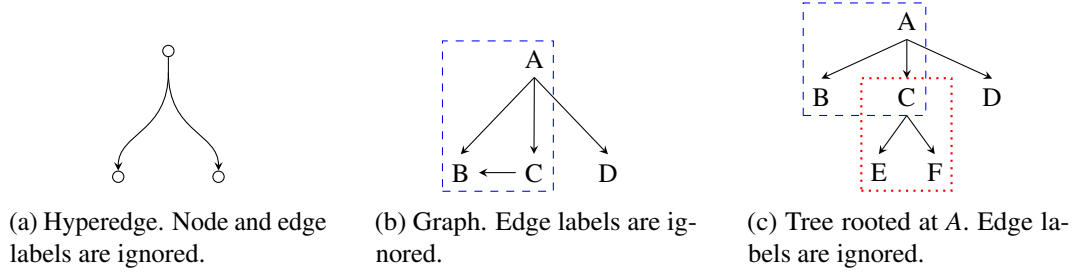 A
B C D
A
B C D
E F
(a) Hyperedge. Node and edge
labels are ignored.
(b) Graph. Edge labels are ig-
nored.
(c) Tree rooted at A. Edge la-
bels are ignored.